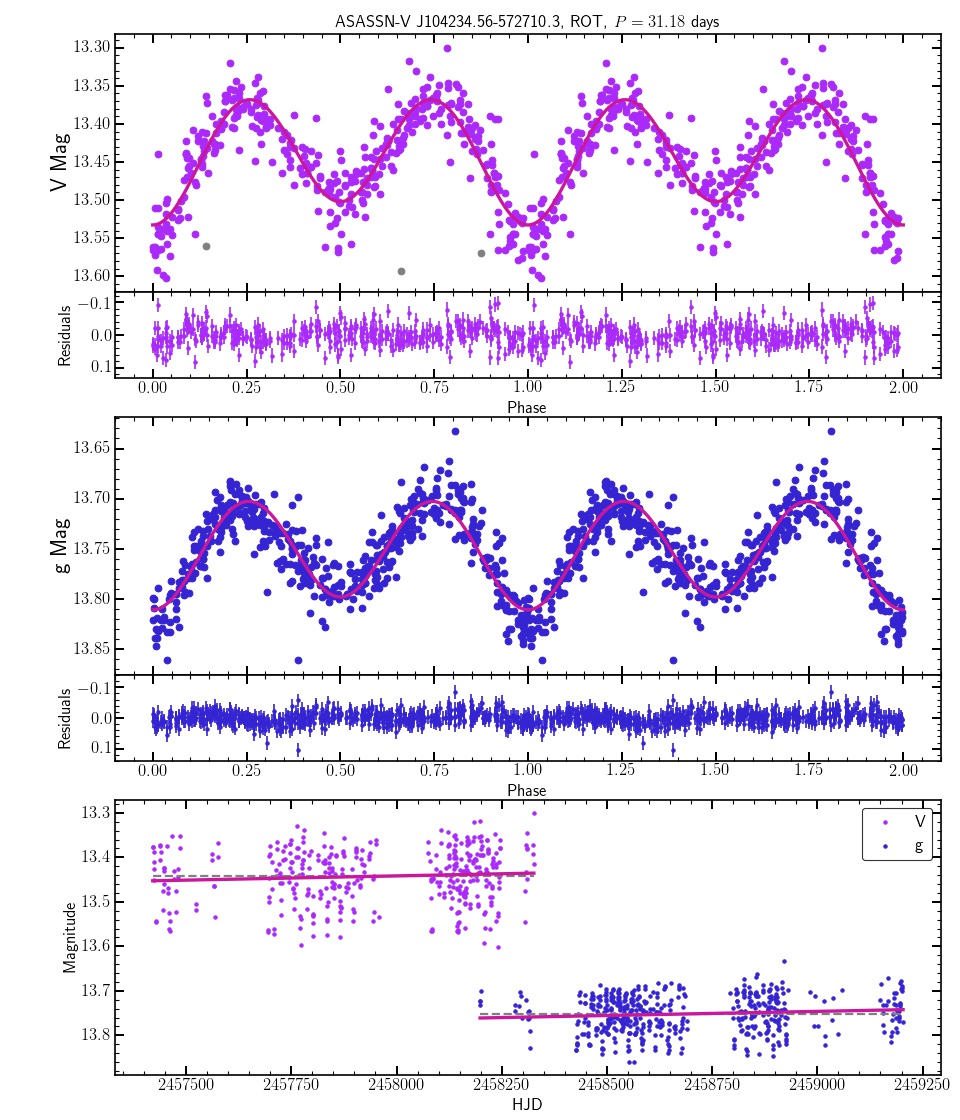 ASASSN-V J104234.56-572710.3, ROT, P = 31.18 days
13.30
13.35
13.40
13.45
13.50
13.55
13.60
V Mag
−0.1
0.0
0.1
Residuals
0.00 0.25 0.50 0.75 1.00 1.25 1.50 1.75 2.00
Phase
13.65
13.70
13.75
13.80
13.85
g Mag
−0.1
0.0
0.1
Residuals
0.00 0.25 0.50 0.75 1.00 1.25 1.50 1.75 2.00
Phase
13.3
13.4
13.5
13.6
13.7
13.8
Magnitude
V
g
2457500 2457750 2458000 2458250 2458500 2458750 2459000 2459250
HJD